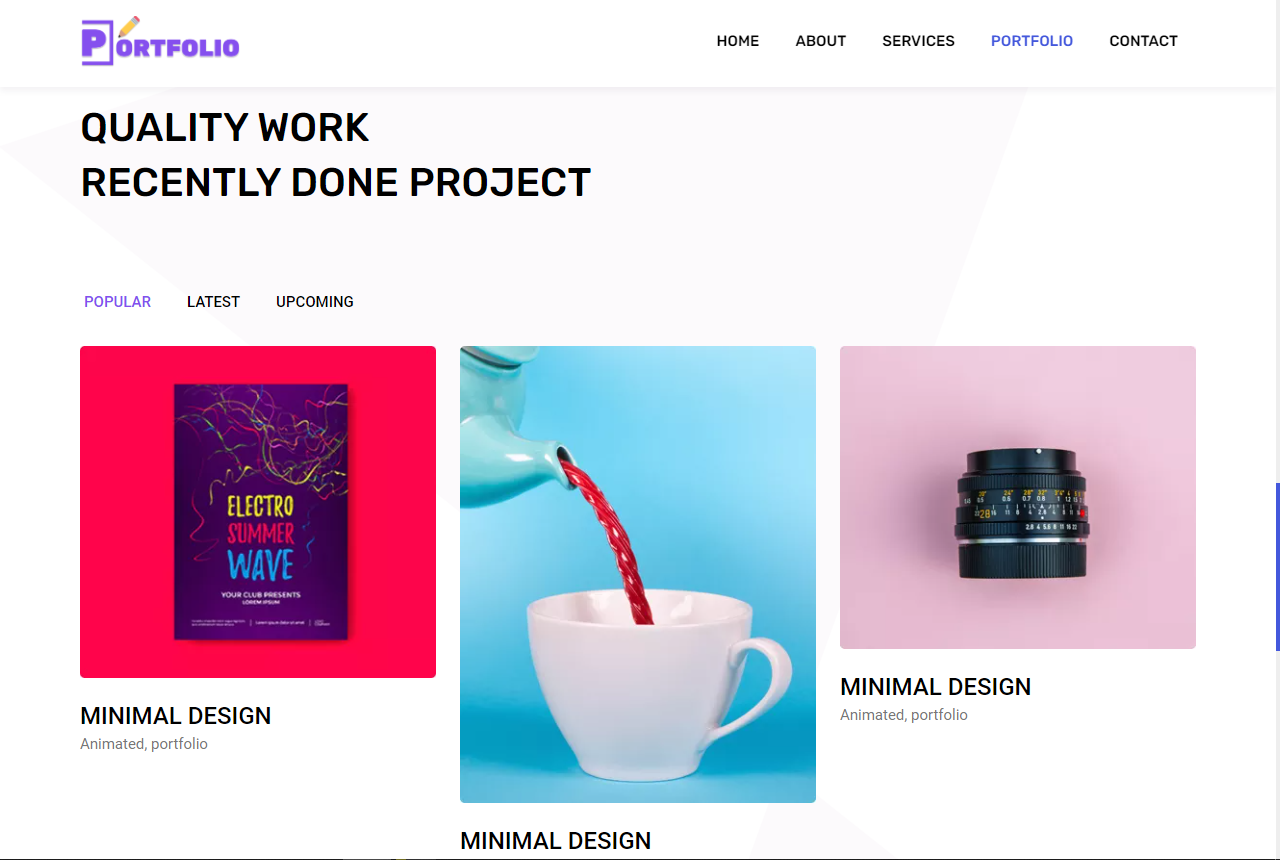 PORTFOLIO
HOME ABOUT SERVICES PORTFOLIO CONTACT
QUALITY WORK
RECENTLY DONE PROJECT
POPULAR LATEST UPCOMING
ELECTRO
SUMMER
WAVE
YOUR CLUB PRESENTS
LOREM IPSUM
MINIMAL DESIGN
Animated, portfolio
MINIMAL DESIGN
MINIMAL DESIGN
Animated, portfolio